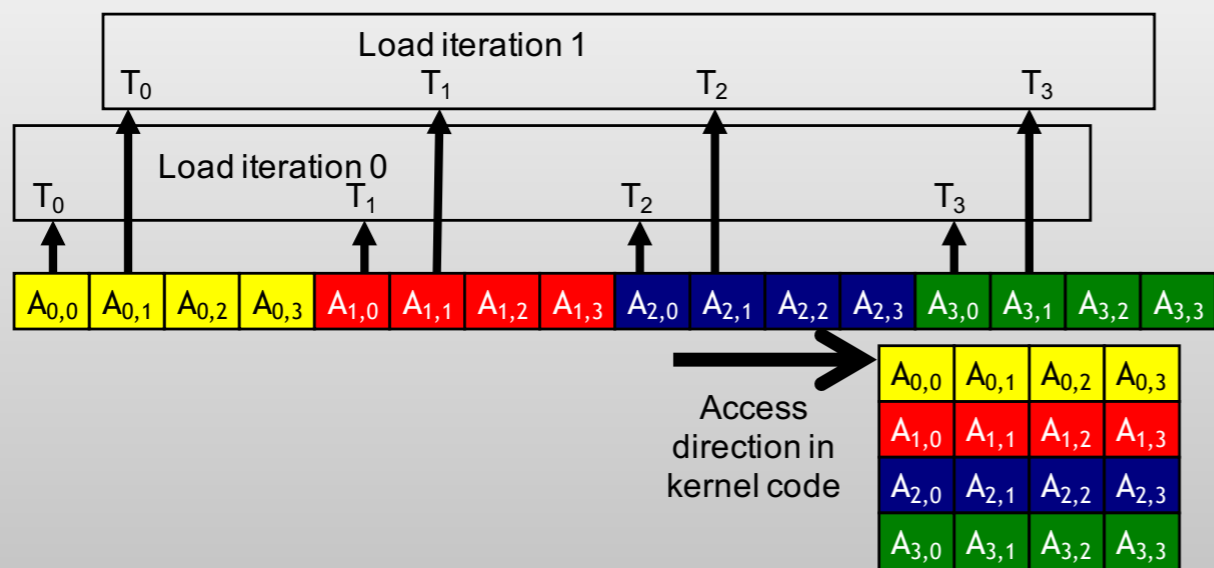 Load iteration 1
T₀ T₁ T₂ T₃
Load iteration 0
T₀ T₁ T₂ T₃
A₀,₀ A₀,₁ A₀,₂ A₀,₃ A₁,₀ A₁,₁ A₁,₂ A₁,₃ A₂,₀ A₂,₁ A₂,₂ A₂,₃ A₃,₀ A₃,₁ A₃,₂ A₃,₃
Access
direction in
kernel code
A₀,₀ A₀,₁ A₀,₂ A₀,₃
A₁,₀ A₁,₁ A₁,₂ A₁,₃
A₂,₀ A₂,₁ A₂,₂ A₂,₃
A₃,₀ A₃,₁ A₃,₂ A₃,₃